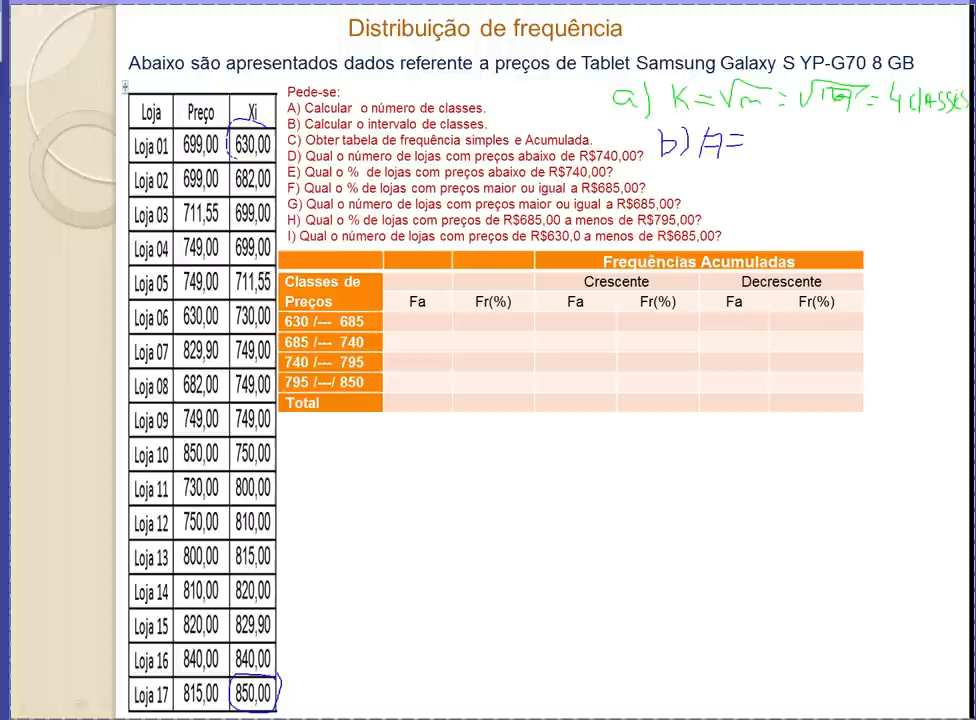 Distribuição de frequência
Abaixo são apresentados dados referente a preços de Tablet Samsung Galaxy S YP-G70 8 GB
Loja Preço Xi
Loja 01 699,00 630,00
Loja 02 699,00 682,00
Loja 03 711,55 699,00
Loja 04 749,00 699,00
Loja 05 749,00 711,55
Loja 06 630,00 730,00
Loja 07 829,90 749,00
Loja 08 682,00 749,00
Loja 09 749,00 749,00
Loja 10 850,00 750,00
Loja 11 730,00 800,00
Loja 12 750,00 810,00
Loja 13 800,00 815,00
Loja 14 810,00 820,00
Loja 15 820,00 829,90
Loja 16 840,00 840,00
Loja 17 815,00 850,00
Pede-se:
A) Calcular o número de classes.
B) Calcular o intervalo de classes.
C) Obter tabela de frequência simples e Acumulada.
D) Qual o número de lojas com preços abaixo de R$740,00?
E) Qual o % de lojas com preços abaixo de R$740,00?
F) Qual o % de lojas com preços maior ou igual a R$685,00?
G) Qual o número de lojas com preços maior ou igual a R$685,00?
H) Qual o % de lojas com preços de R$685,00 a menos de R$795,00?
I) Qual o número de lojas com preços de R$630,0 a menos de R$685,00?
a) K = √n = √17 = 4 classes
b) A =
Frequências Acumuladas
Classes de Crescente Decrescente
Preços Fa Fr(%) Fa Fr(%) Fa Fr(%)
630 /--- 685
685 /--- 740
740 /--- 795
795 /---/ 850
Total